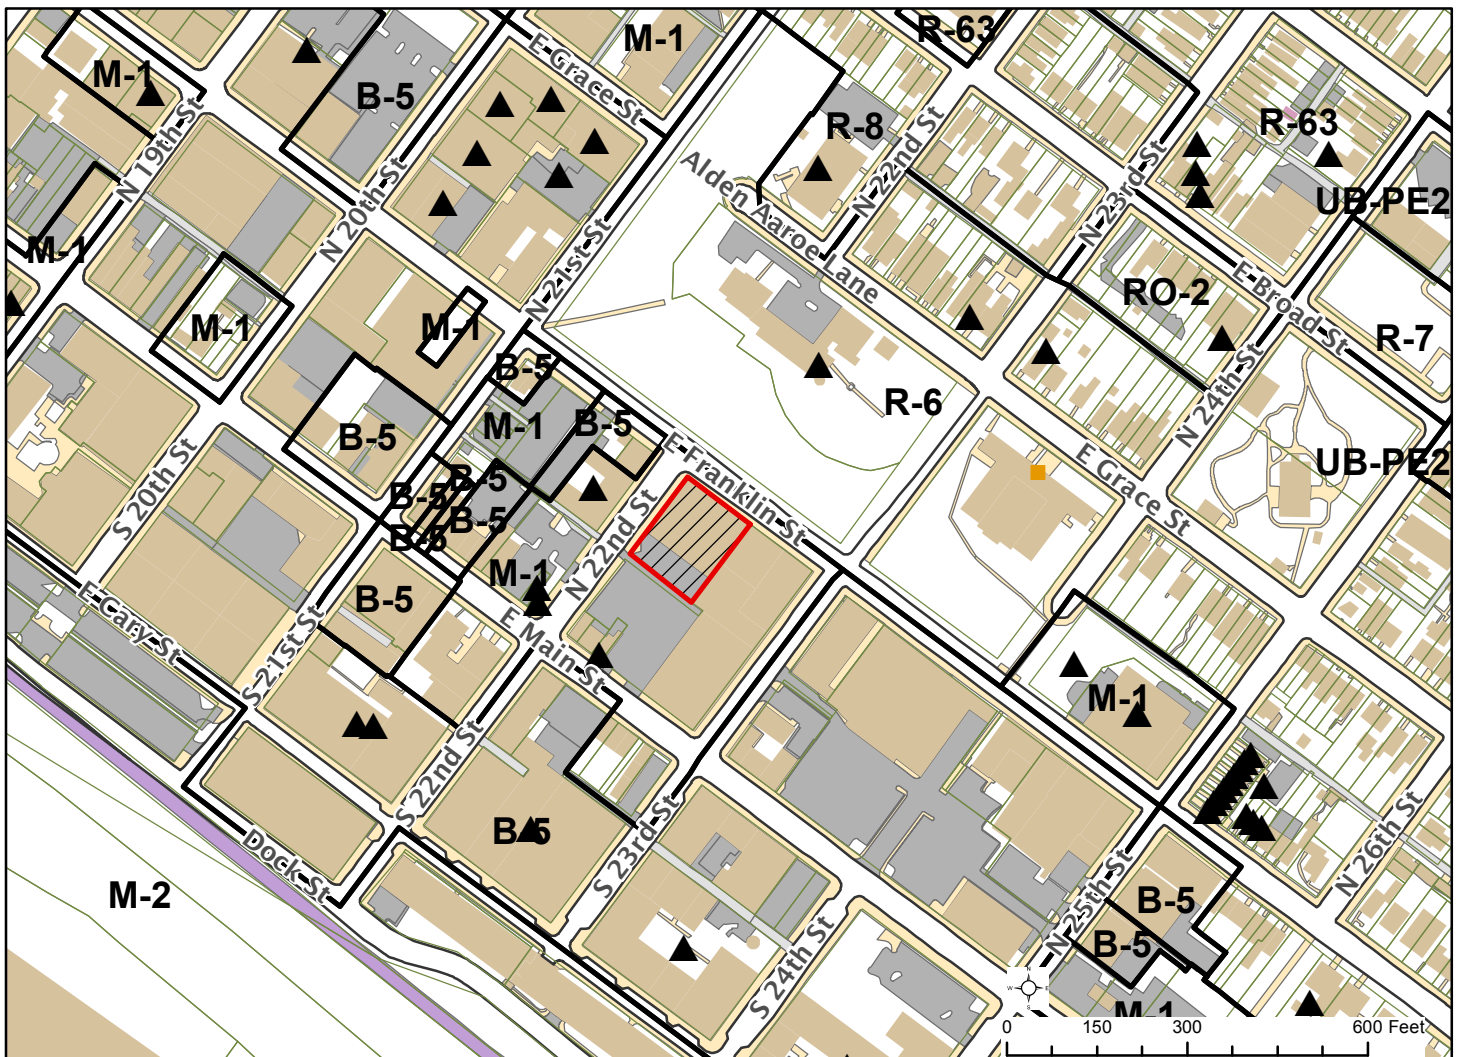 R-63
M-1
E Grace St
M-1
B-5
R-8
R-63
N 19th St
N 22nd St
N 23rd St
Alden Aaroe Lane
N 20th St
UB-PE2
M-1
N 21st St
E Broad St
RO-2
M-1
M-1
R-7
B-5
R-6
N 24th St
M-1
B-5
B-5
E Franklin St
S 20th St
E Grace St
UB-PE2
B-5
B-5
B-5
B-5
N 22nd St
M-1
B-5
E Cary St
E Main St
S 21st St
M-1
S 22nd St
B-5
S 23rd St
N 26th St
Dock St
M-2
N 25th St
B-5
B-5
S 24th St
M-1
N
W E
S
0 150 300 600 Feet